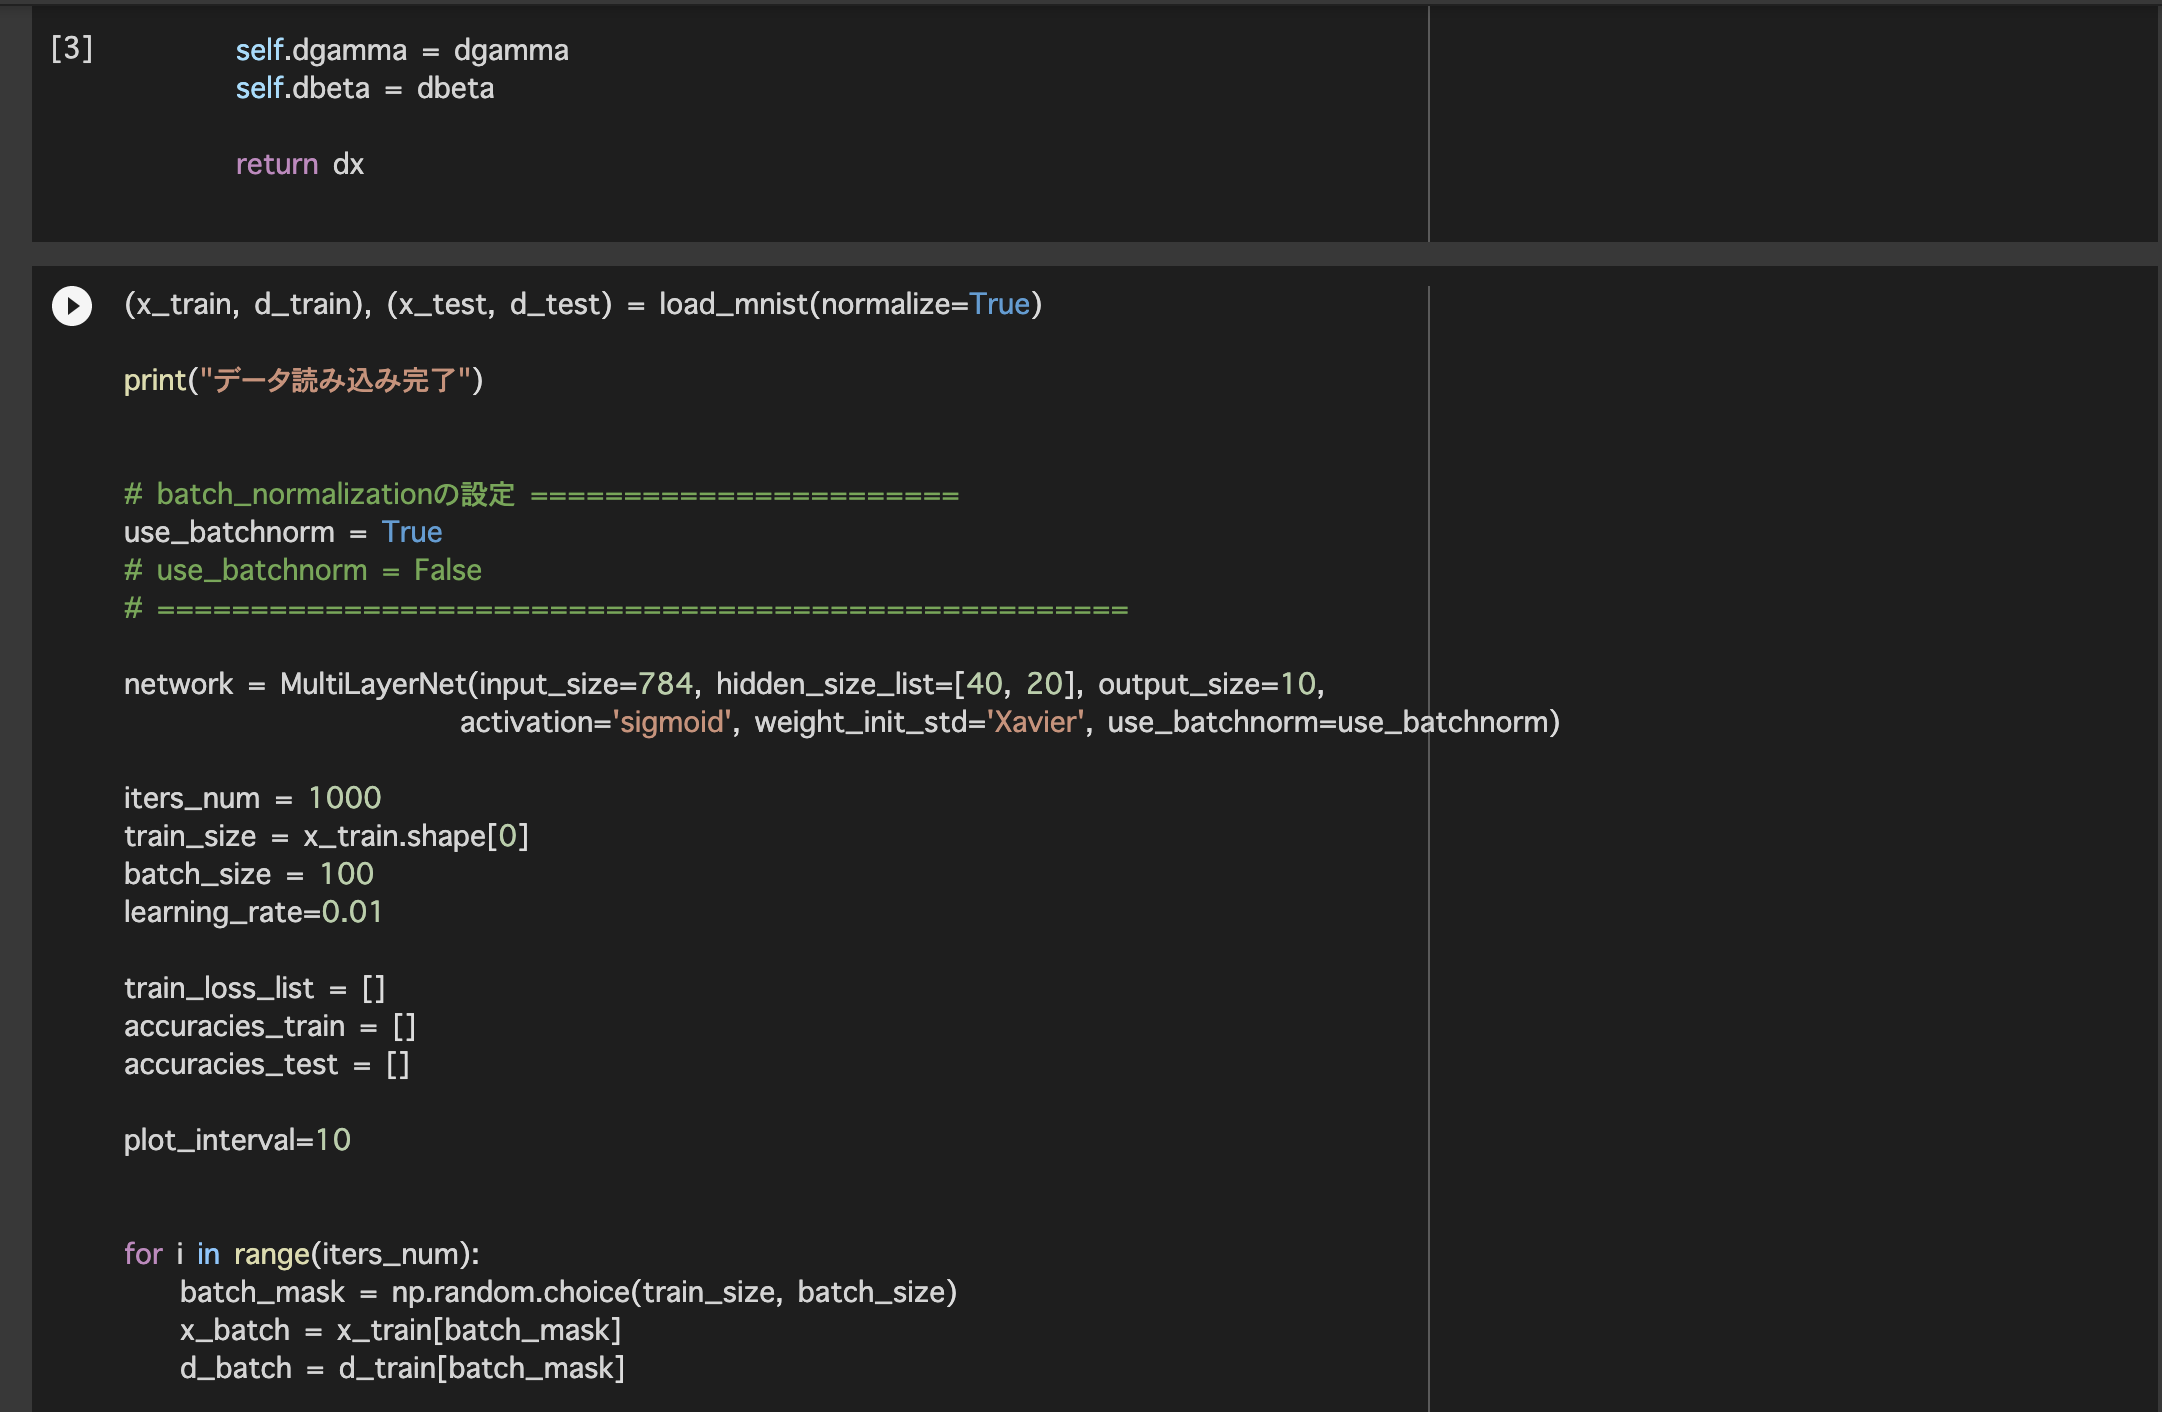 [3]
self.dgamma = dgamma
self.dbeta = dbeta
return dx
(x_train, d_train), (x_test, d_test) = load_mnist(normalize=True)
print("データ読み込み完了")
# batch_normalizationの設定 =======================
use_batchnorm = True
# use_batchnorm = False
# ====================================================
network = MultiLayerNet(input_size=784, hidden_size_list=[40, 20], output_size=10,
activation='sigmoid', weight_init_std='Xavier', use_batchnorm=use_batchnorm)
iters_num = 1000
train_size = x_train.shape[0]
batch_size = 100
learning_rate=0.01
train_loss_list = []
accuracies_train = []
accuracies_test = []
plot_interval=10
for i in range(iters_num):
batch_mask = np.random.choice(train_size, batch_size)
x_batch = x_train[batch_mask]
d_batch = d_train[batch_mask]